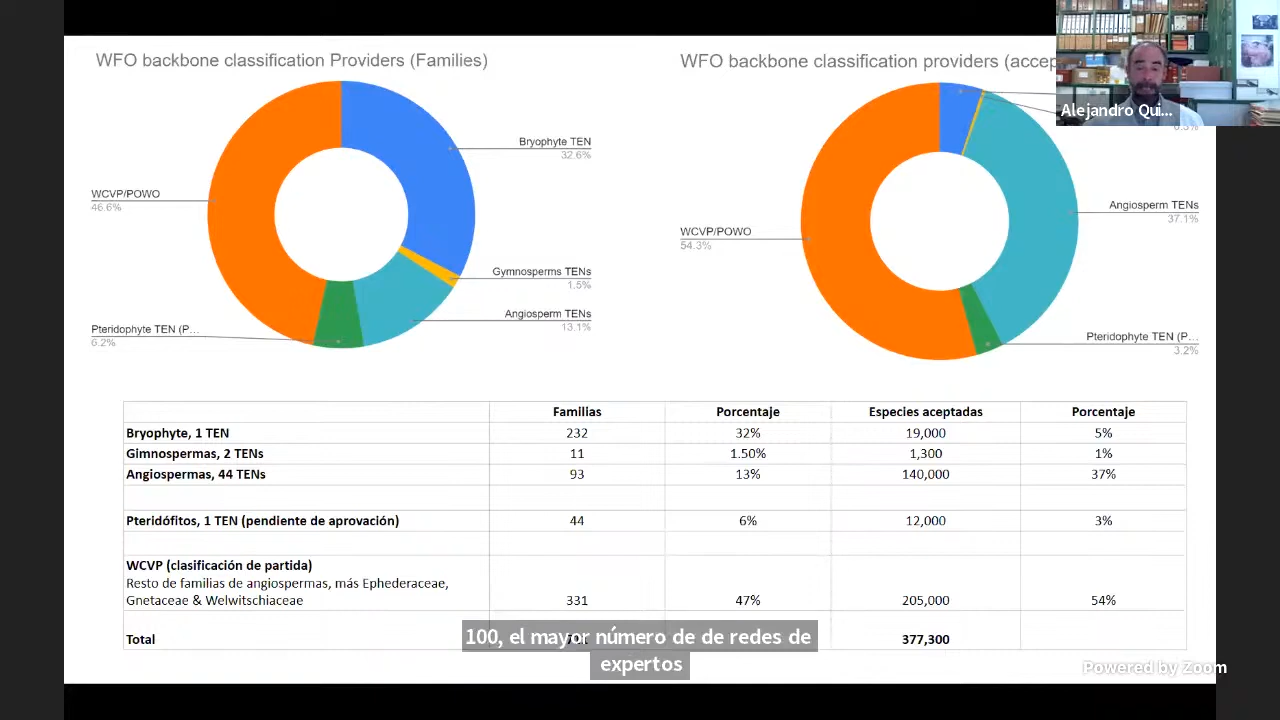 WFO backbone classification Providers (Families)
WFO backbone classification providers (accep
Alejandro Qui...
Bryophyte TEN
32.6%
WCVP/POWO
46.6%
Gymnosperms TENs
1.5%
Angiosperm TENs
13.1%
Pteridophyte TEN (P...
6.2%
0.3%
Angiosperm TENs
37.1%
WCVP/POWO
54.3%
Pteridophyte TEN (P...
3.2%
Familias Porcentaje Especies aceptadas Porcentaje
Bryophyte, 1 TEN 232 32% 19,000 5%
Gimnospermas, 2 TENs 11 1.50% 1,300 1%
Angiospermas, 44 TENs 93 13% 140,000 37%
Pteridófitos, 1 TEN (pendiente de aprovación) 44 6% 12,000 3%
WCVP (clasificación de partida)
Resto de familias de angiospermas, más Ephederaceae,
Gnetaceae & Welwitschiaceae 331 47% 205,000 54%
Total 377,300
100, el mayor número de de redes de
expertos
Powered by Zoom